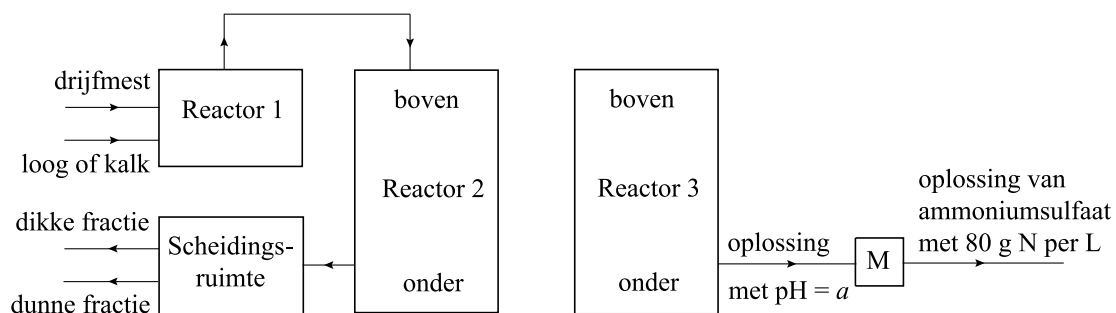 drijfmest
Reactor 1
loog of kalk
boven
Reactor 2
onder
dikke fractie
Scheidings-
ruimte
dunne fractie
boven
Reactor 3
onder
oplossing
met pH = a
M
oplossing van
ammoniumsulfaat
met 80 g N per L